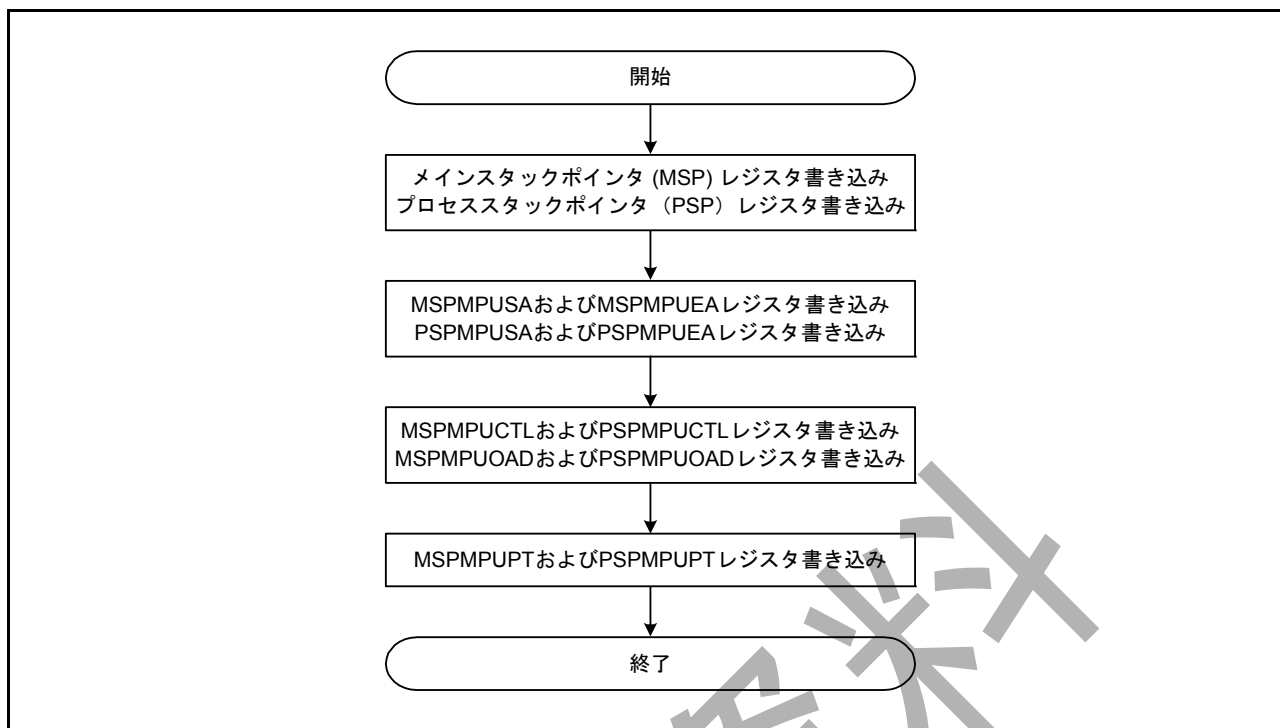 開始
メインスタックポインタ (MSP) レジスタ書き込み
プロセススタックポインタ（PSP）レジスタ書き込み
MSPMPUSAおよびMSPMPUEAレジスタ書き込み
PSPMPUSAおよびPSPMPUEAレジスタ書き込み
MSPMPUCTLおよびPSPMPUCTLレジスタ書き込み
MSPMPUOADおよびPSPMPUOADレジスタ書き込み
MSPMPUPTおよびPSPMPUPTレジスタ書き込み
終了
料